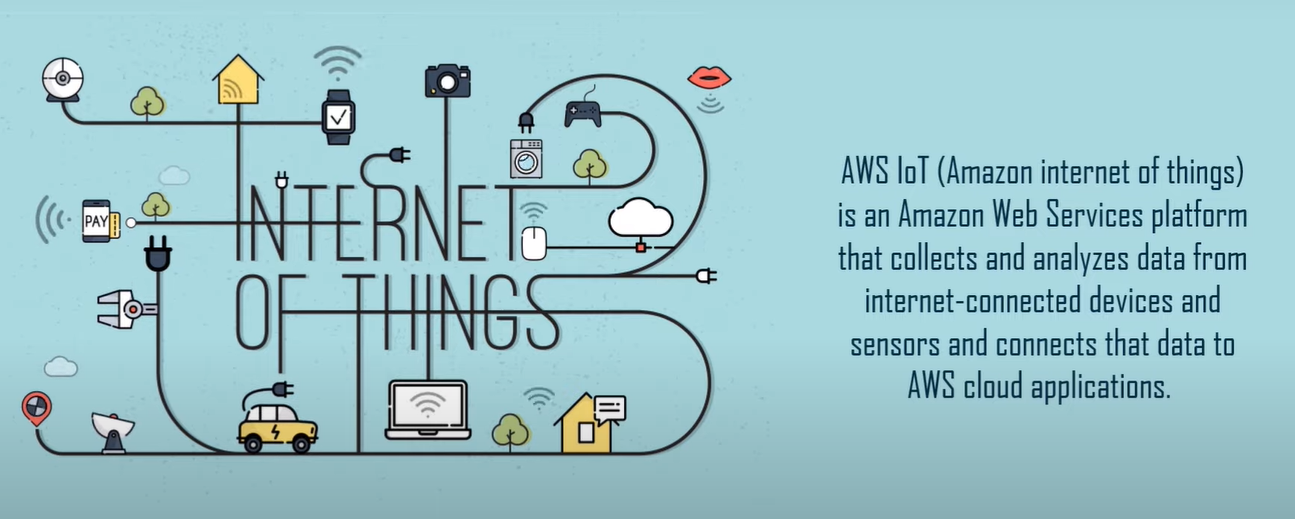 PAY
INTERNET
OF THINGS
AWS IoT (Amazon internet of things)
is an Amazon Web Services platform
that collects and analyzes data from
internet-connected devices and
sensors and connects that data to
AWS cloud applications.